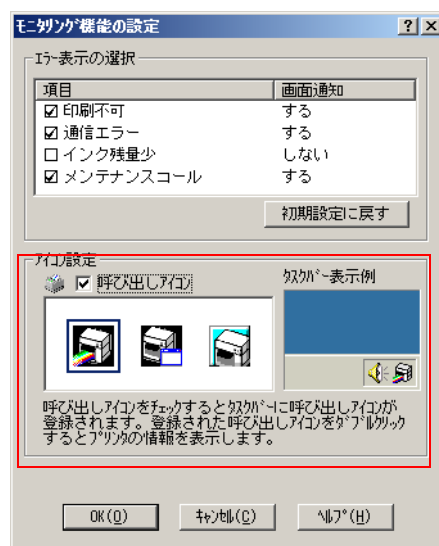 ﾓﾆﾀﾘﾝｸﾞ機能の設定
ｴﾗｰ表示の選択
項目 画面通知
印刷不可 する
通信エラー する
インク残量少 しない
メンテナンスコール する
初期設定に戻す
ｱｲｺﾝ設定
呼び出しｱｲｺﾝ
ﾀｽｸﾊﾞｰ表示例
呼び出しｱｲｺﾝをﾁｪｯｸするとﾀｽｸﾊﾞｰに呼び出しｱｲｺﾝが
登録されます。登録された呼び出しｱｲｺﾝをﾀﾞﾌﾞﾙｸﾘｯｸ
するとﾌﾟﾘﾝﾀの情報を表示します。
OK(O) ｷｬﾝｾﾙ(C) ﾍﾙﾌﾟ(H)